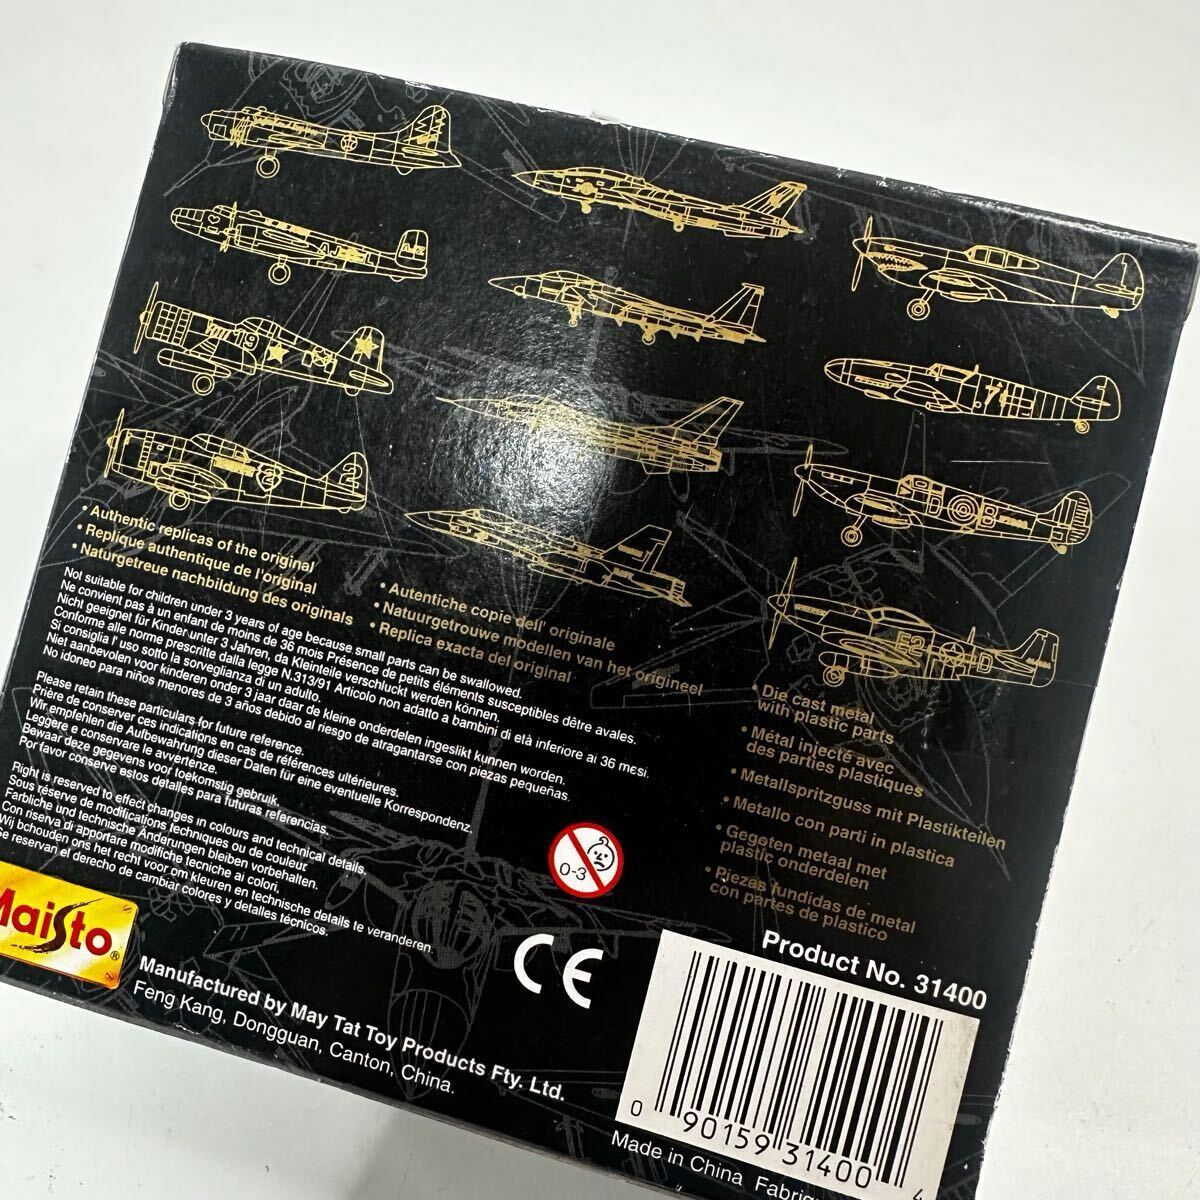 • Authentic replicas of the original
• Replique authentique de l'original
• Naturgetreue nachbildung des originals
• Autentiche copie dell' originale
• Naturgetrouwe modellen van het origineel
• Replica exacta del original
Not suitable for children under 3 years of age because small parts can be swallowed.
Ne convient pas à un enfant de moins de 36 mois Présence de petits éléments susceptibles dêtre avales.
Nicht geeignet für Kinder unter 3 Jahren, da Kleinteile verschluckt werden können.
Conforme alle norme prescritte dalla legge N.313/91 Articolo non adatto a bambini di età inferiore ai 36 mesi.
Si consiglia l'uso sotto la sorveglianza di un adulto.
Niet aanbevolen voor kinderen onder 3 jaar daar de kleine onderdelen ingeslikt kunnen worden.
No idoneo para niños menores de 3 años debido al riesgo de atragantarse con piezas pequeñas.
Please retain these particulars for future reference.
Prière de conserver ces indications en cas de références ultérieures.
Wir empfehlen die Aufbewahrung dieser Daten für eine eventuelle Korrespondenz.
Leggere e conservare le avvertenze.
Bewaar deze gegevens voor toekomstig gebruik.
Por favor conserve estos detalles para futuras referencias.
Right is reserved to effect changes in colours and technical details.
Sous réserve de modifications techniques ou de couleur
Farbliche und technische Änderungen bleiben vorbehalten.
Con riserva di apportare modifiche tecniche ai colori.
Wij bchouden ons het recht voor om kleuren en technische details te veranderen.
Se reservan el derecho de cambiar colores y detalles técnicos.
• Die cast metal
with plastic parts
• Métal injecté avec
des parties plastiques
• Metallspritzguss mit Plastikteilen
• Metallo con parti in plastica
• Gegoten metaal met
plastic onderdelen
• Piezas fundidas de metal
con partes de plastico
0-3
Maisto®
CE
Manufactured by May Tat Toy Products Fty. Ltd.
Feng Kang, Dongguan, Canton, China.
Product No. 31400
0 90159 31400 4
Made in China